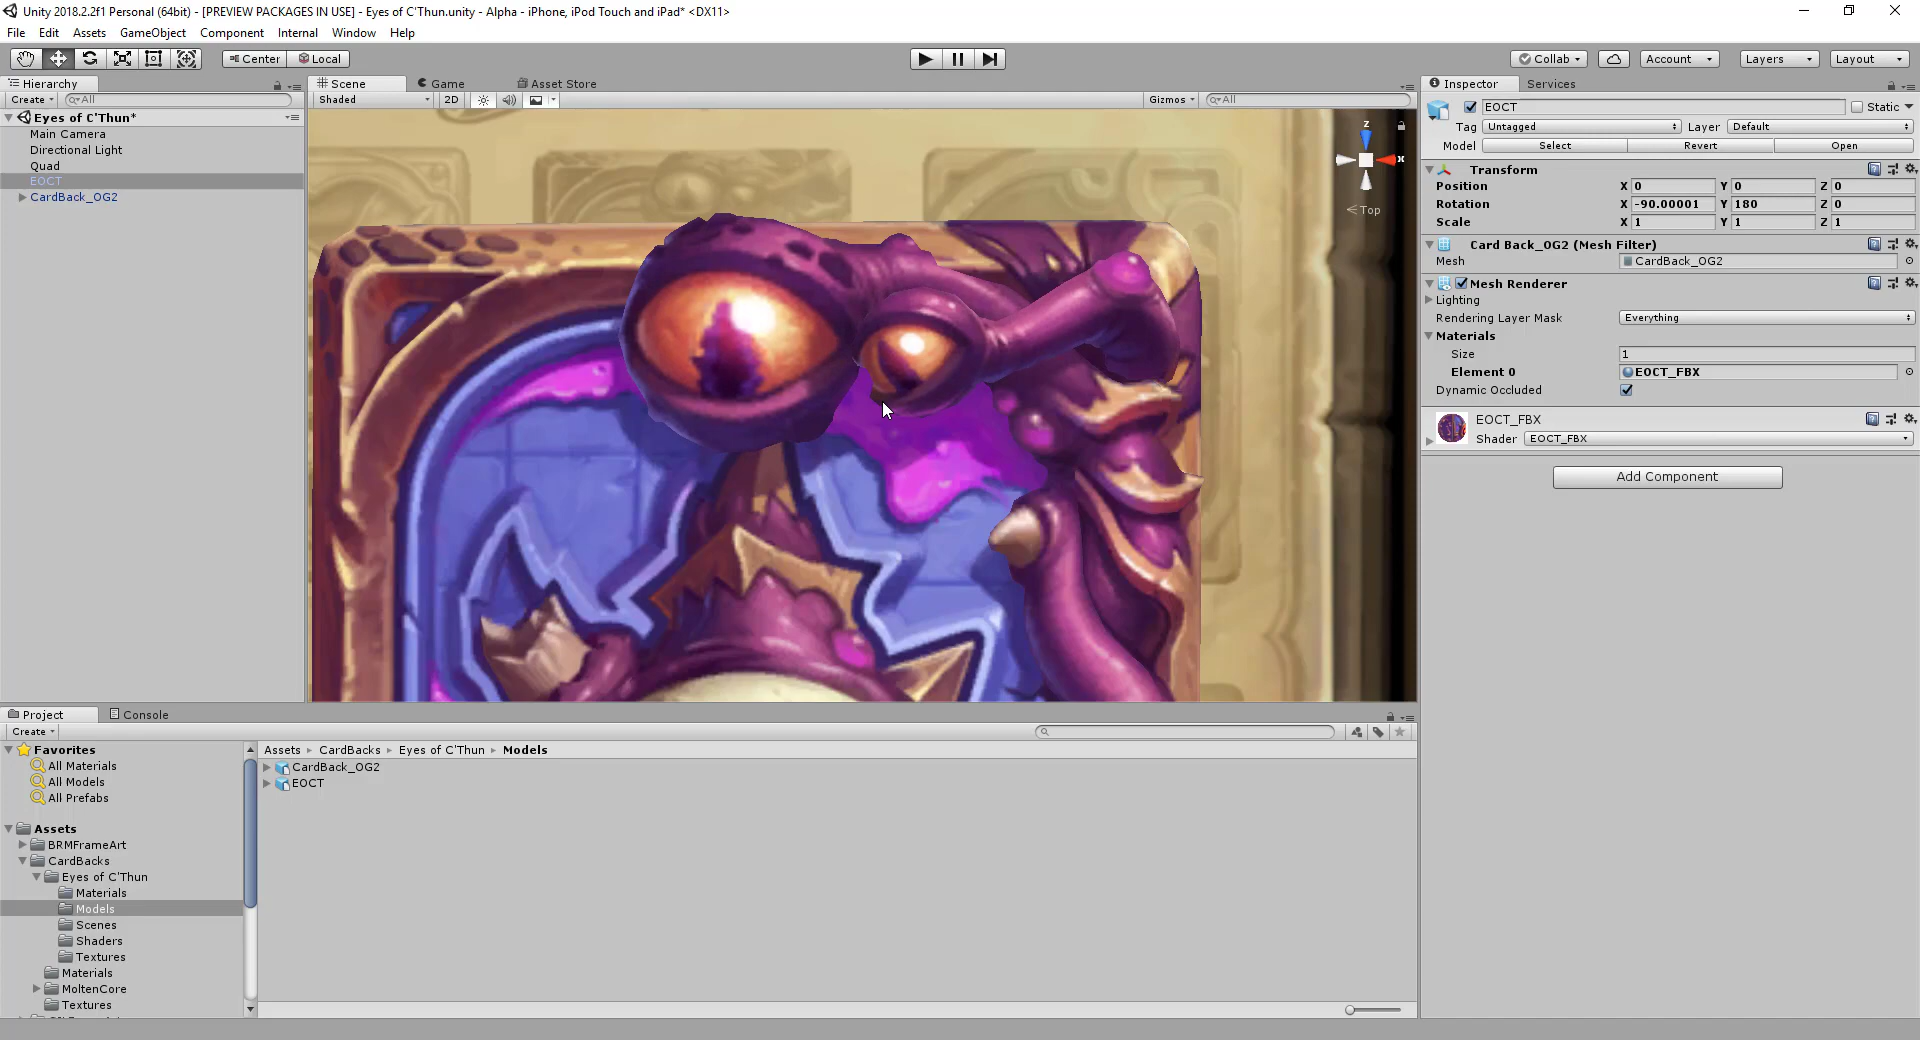 Unity 2018.2.2f1 Personal (64bit) - [PREVIEW PACKAGES IN USE] - Eyes of C'Thun.unity - Alpha - iPhone, iPod Touch and iPad* <DX11>
File Edit Assets GameObject Component Internal Window Help
Center Local Collab Account Layers Layout
Hierarchy
Create All
Eyes of C'Thun*
Main Camera
Directional Light
Quad
EOCT
CardBack_OG2
Scene Game Asset Store
Shaded 2D Gizmos All
z
x
Top
Inspector Services
EOCT Static
Tag Untagged Layer Default
Model Select Revert Open
Transform
Position X 0 Y 0 Z 0
Rotation X -90.00001 Y 180 Z 0
Scale X 1 Y 1 Z 1
Card Back_OG2 (Mesh Filter)
Mesh CardBack_OG2
Mesh Renderer
Lighting
Rendering Layer Mask Everything
Materials
Size 1
Element 0 EOCT_FBX
Dynamic Occluded
EOCT_FBX
Shader EOCT_FBX
Add Component
Project Console
Create
Favorites
All Materials
All Models
All Prefabs
Assets
BRMFrameArt
CardBacks
Eyes of C'Thun
Materials
Models
Scenes
Shaders
Textures
Materials
MoltenCore
Textures
Assets CardBacks Eyes of C'Thun Models
CardBack_OG2
EOCT